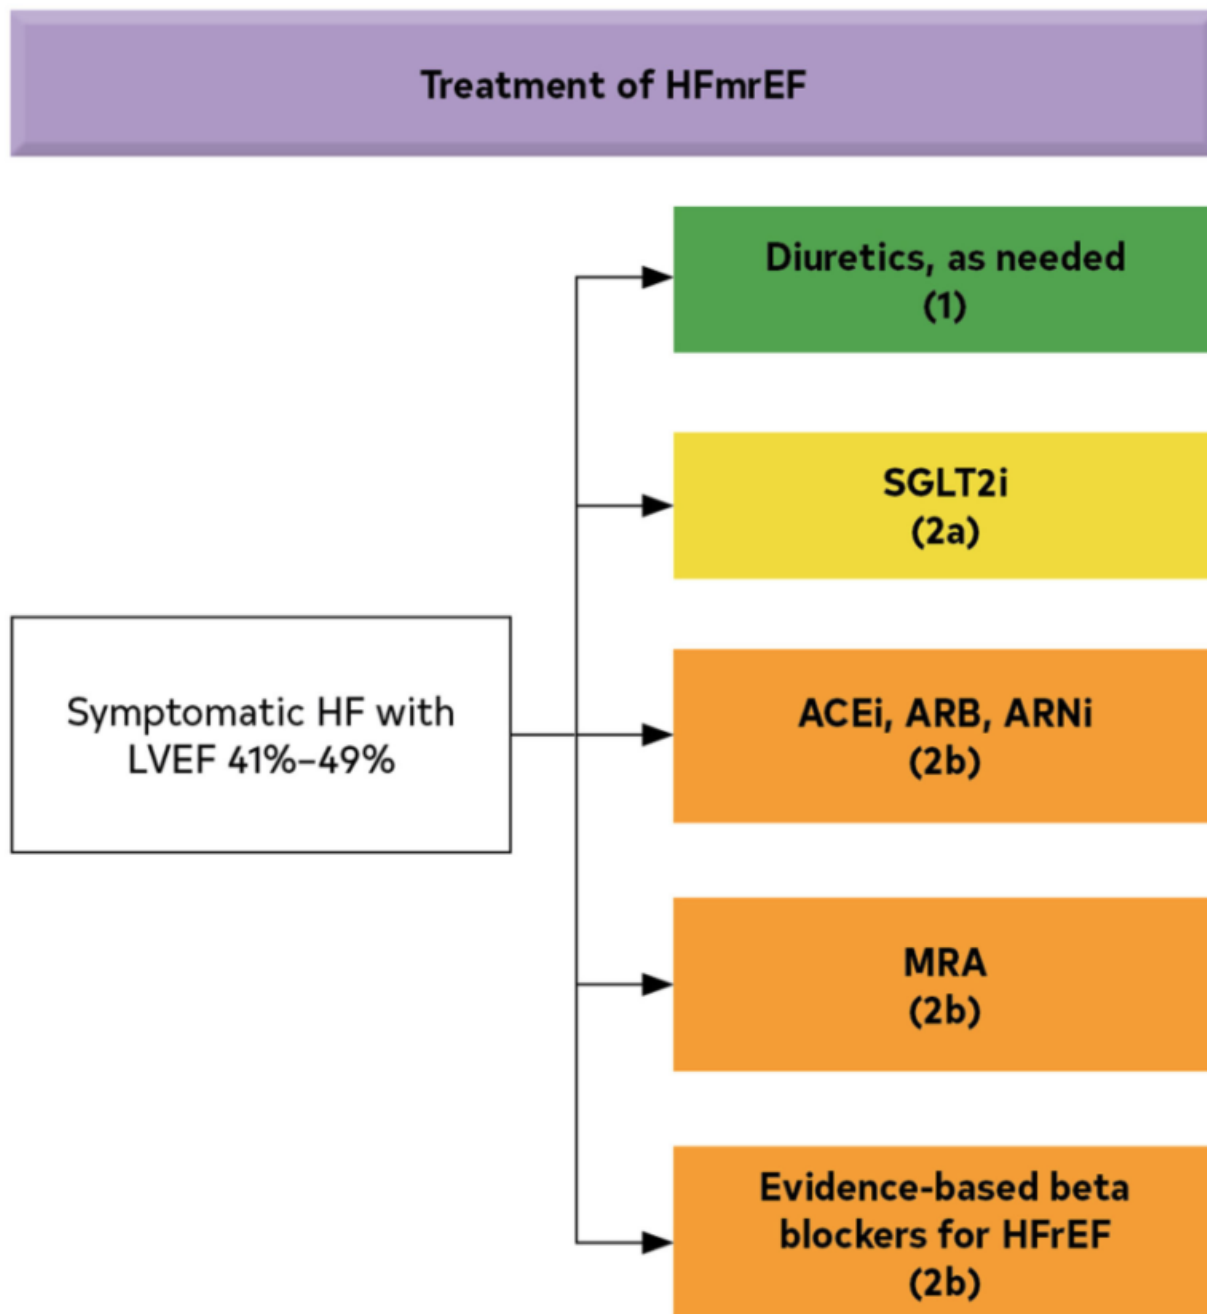 Treatment of HFmrEF
Symptomatic HF with
LVEF 41%–49%
Diuretics, as needed
(1)
SGLT2i
(2a)
ACEi, ARB, ARNi
(2b)
MRA
(2b)
Evidence-based beta
blockers for HFrEF
(2b)